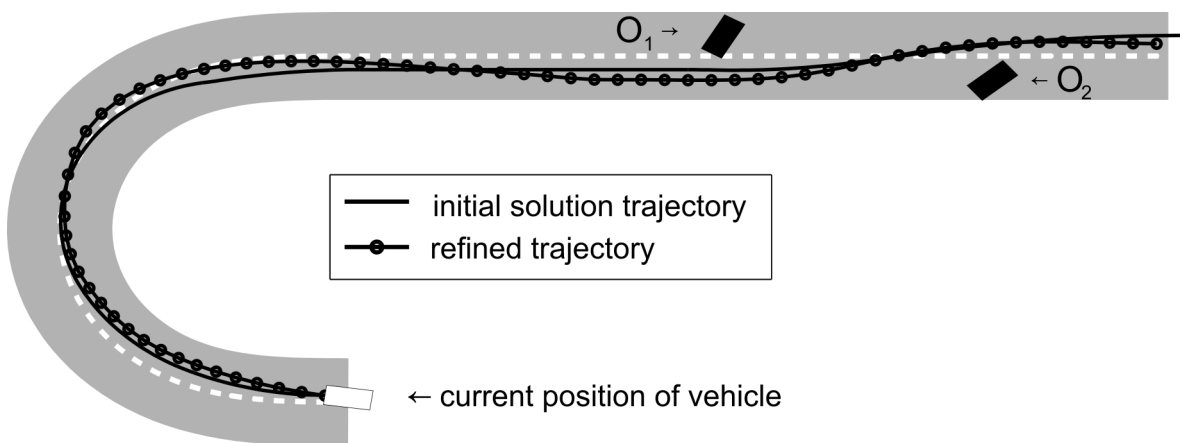 O₁ →
← O₂
initial solution trajectory
refined trajectory
← current position of vehicle